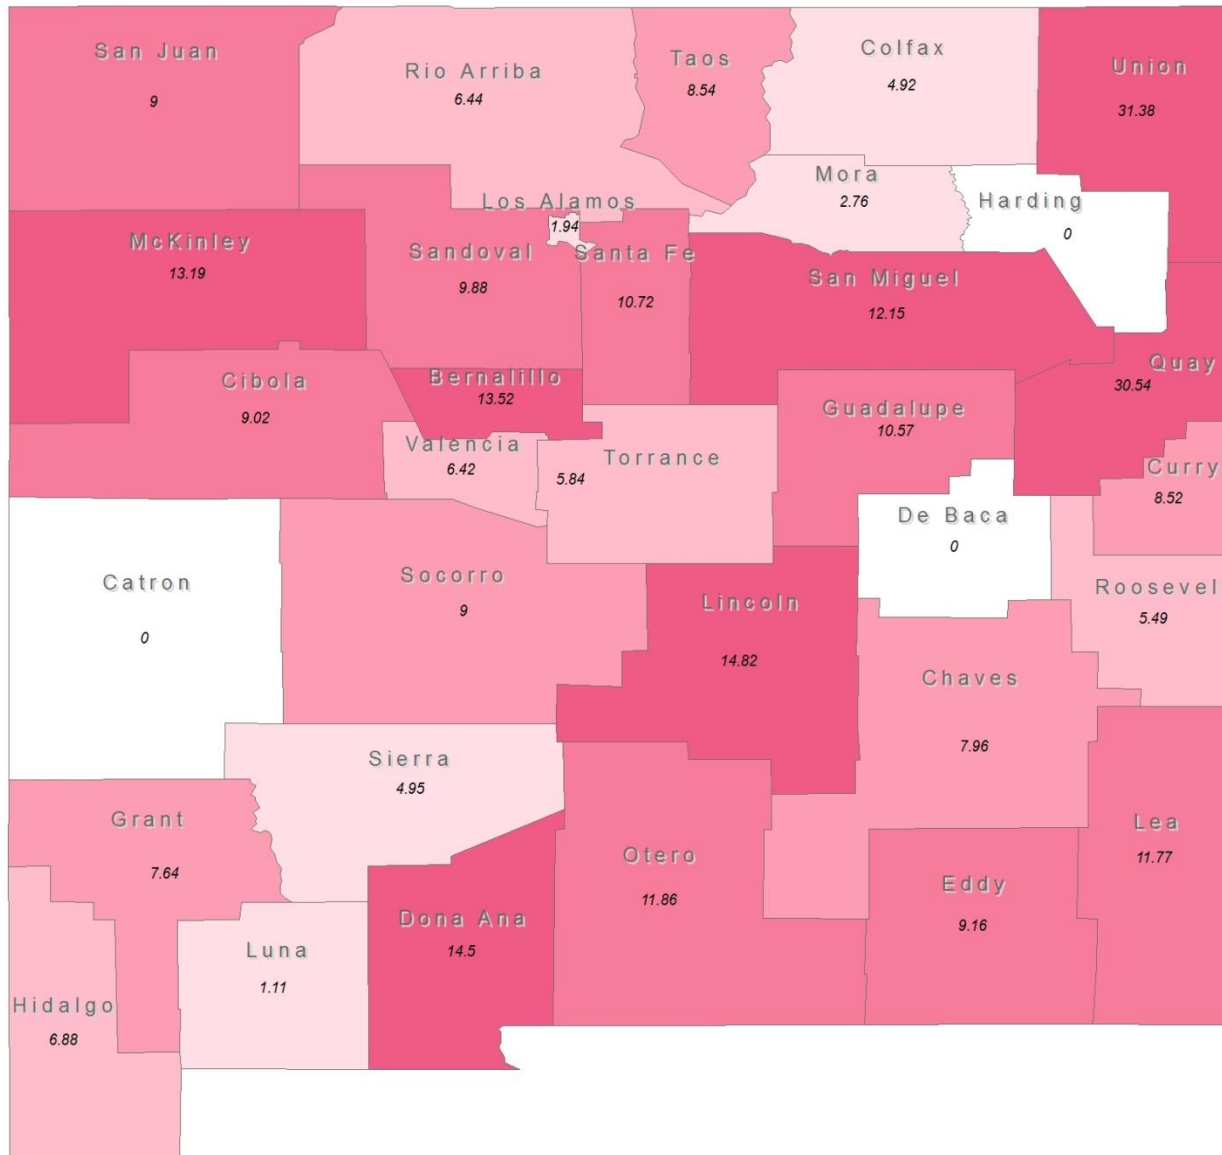 San Juan
9
Rio Arriba
6.44
Taos
8.54
Colfax
4.92
Union
31.38
Mora
2.76
Harding
0
Los Alamos
1.94
McKinley
13.19
Sandoval
9.88
Santa Fe
10.72
San Miguel
12.15
Quay
30.54
Cibola
9.02
Bernalillo
13.52
Guadalupe
10.57
Valencia
6.42
Torrance
5.84
Curry
8.52
De Baca
0
Catron
0
Socorro
9
Lincoln
14.82
Roosevel
5.49
Chaves
7.96
Sierra
4.95
Grant
7.64
Otero
11.86
Lea
11.77
Eddy
9.16
Dona Ana
14.5
Luna
1.11
Hidalgo
6.88